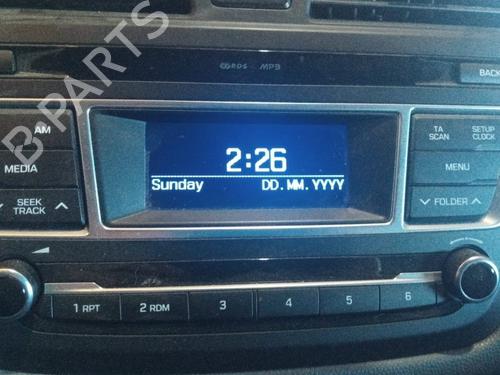 RDS MP3
BACK
AM
MEDIA
SEEK
TRACK
2:26
Sunday DD.MM.YYYY
TA
SCAN
SETUP
CLOCK
MENU
FOLDER
1 RPT
2 RDM
3
4
5
6
B-PARTS